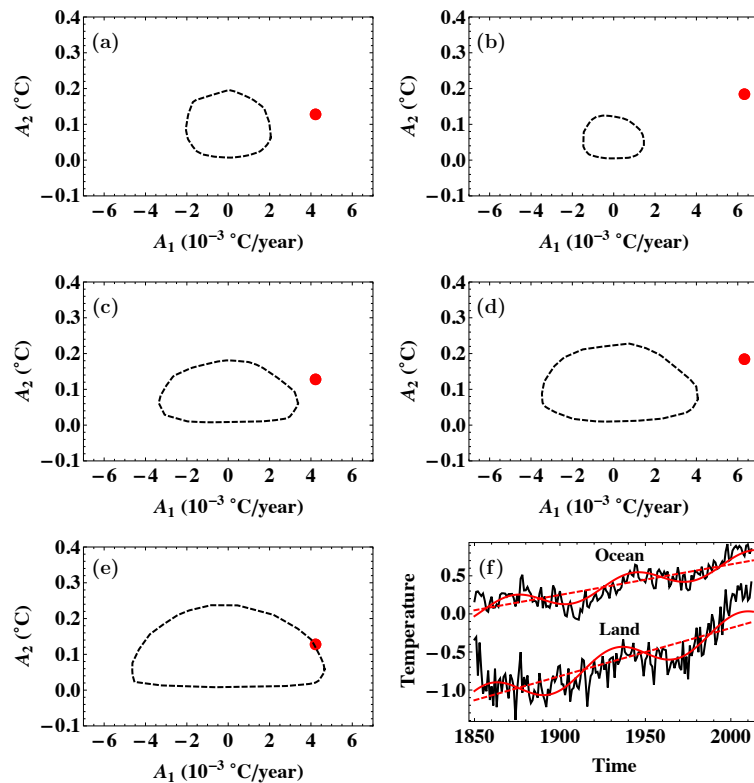 (a)
A₂ (°C)
0.4
0.3
0.2
0.1
0.0
−0.1
−6 −4 −2 0 2 4 6
A₁ (10⁻³ °C/year)
(b)
A₂ (°C)
0.4
0.3
0.2
0.1
0.0
−0.1
−6 −4 −2 0 2 4 6
A₁ (10⁻³ °C/year)
(c)
A₂ (°C)
0.4
0.3
0.2
0.1
0.0
−0.1
−6 −4 −2 0 2 4 6
A₁ (10⁻³ °C/year)
(d)
A₂ (°C)
0.4
0.3
0.2
0.1
0.0
−0.1
−6 −4 −2 0 2 4 6
A₁ (10⁻³ °C/year)
(e)
A₂ (°C)
0.4
0.3
0.2
0.1
0.0
−0.1
−6 −4 −2 0 2 4 6
A₁ (10⁻³ °C/year)
(f)
Ocean
Land
Temperature
0.5
0.0
−0.5
−1.0
1850 1900 1950 2000
Time